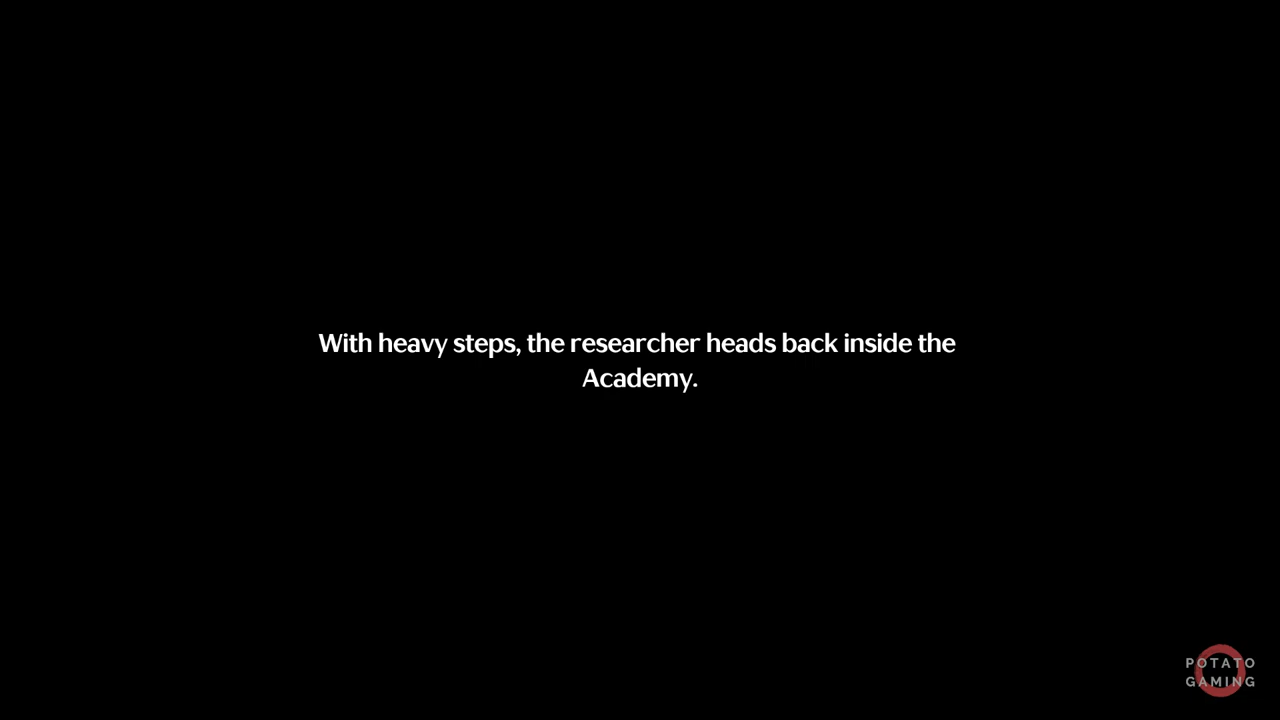 With heavy steps, the researcher heads back inside the
Academy.
POTATO
GAMING